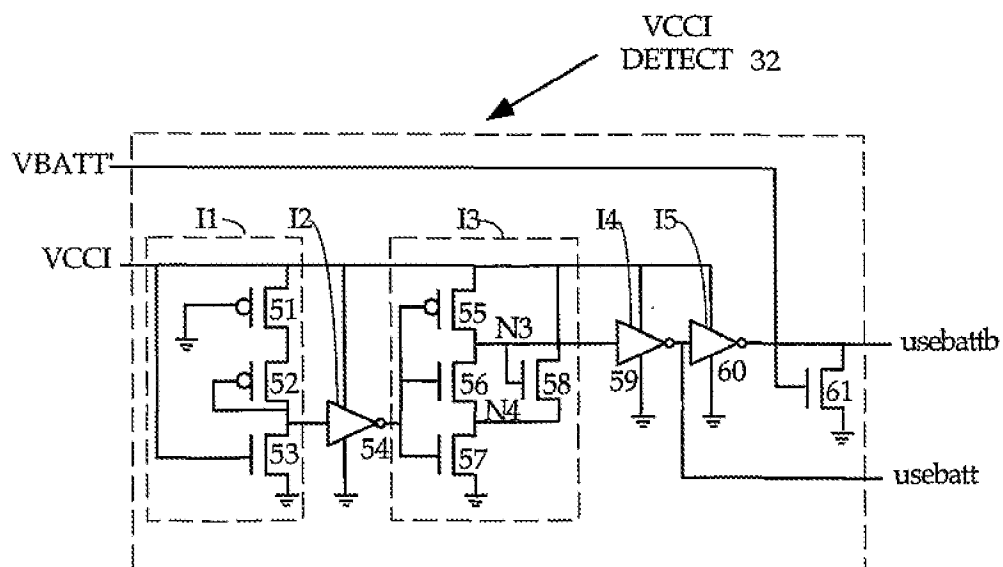 VCCI
DETECT 32
VBATT'
I1
I2
I3
I4
I5
VCCI
51
55
N3
usebattb
52
56
58
59
60
61
N4
54
53
57
usebatt